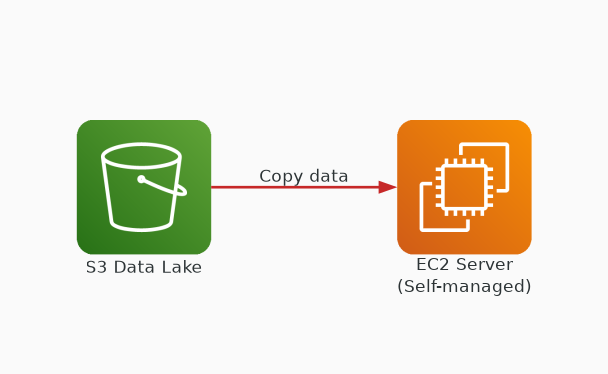 Copy data
S3 Data Lake
EC2 Server
(Self-managed)